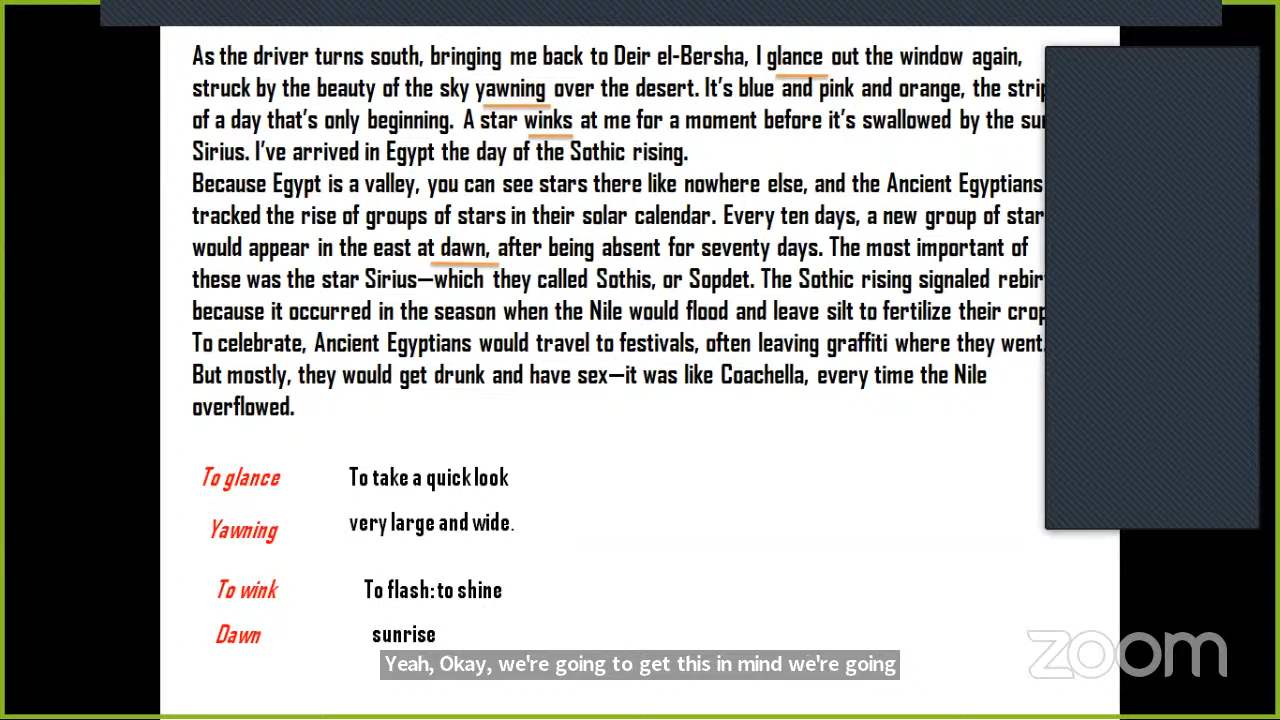 As the driver turns south, bringing me back to Deir el-Bersha, I glance out the window again,
struck by the beauty of the sky yawning over the desert. It's blue and pink and orange, the
of a day that's only beginning. A star winks at me for a moment before it's swallowed by the
Sirius. I've arrived in Egypt the day of the Sothic rising.
Because Egypt is a valley, you can see stars there like nowhere else, and the Ancient Egyptians
tracked the rise of groups of stars in their solar calendar. Every ten days, a new group of star
would appear in the east at dawn, after being absent for seventy days. The most important of
these was the star Sirius—which they called Sothis, or Sopdet. The Sothic rising signaled
because it occurred in the season when the Nile would flood and leave silt to fertilize their
To celebrate, Ancient Egyptians would travel to festivals, often leaving graffiti where they went.
But mostly, they would get drunk and have sex—it was like Coachella, every time the Nile
overflowed.
To glance To take a quick look
Yawning very large and wide.
To wink To flash: to shine
Dawn sunrise
Yeah, Okay, we're going to get this in mind we're going
zoom